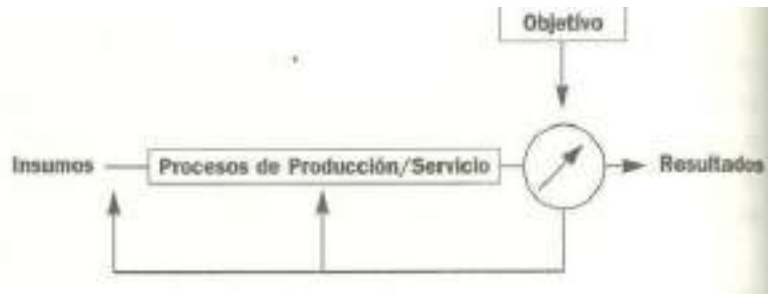 Objetivo
Insumos
Procesos de Producción/Servicio
Resultados